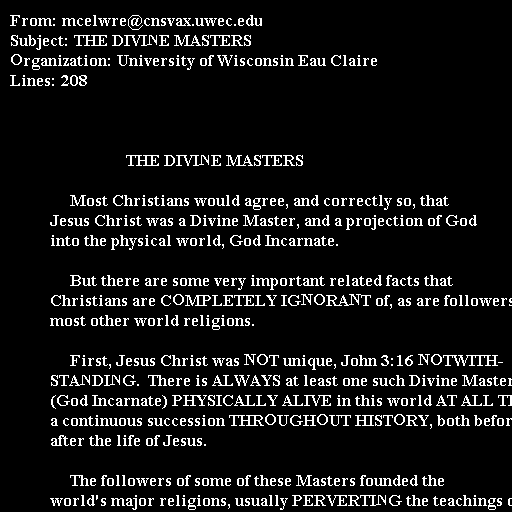 From: mcelwre@cnsvax.uwec.edu
Subject: THE DIVINE MASTERS
Organization: University of Wisconsin Eau Claire
Lines: 208
THE DIVINE MASTERS
Most Christians would agree, and correctly so, that
Jesus Christ was a Divine Master, and a projection of God
into the physical world, God Incarnate.
But there are some very important related facts that
Christians are COMPLETELY IGNORANT of, as are followers
most other world religions.
First, Jesus Christ was NOT unique, John 3:16 NOTWITH-
STANDING.  There is ALWAYS at least one such Divine Master
(God Incarnate) PHYSICALLY ALIVE in this world AT ALL
a continuous succession THROUGHOUT HISTORY, both
after the life of Jesus.
The followers of some of these Masters founded the
world's major religions, usually PERVERTING the teachings